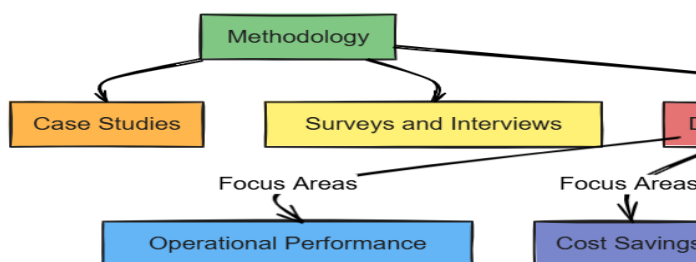 Methodology
Case Studies
Surveys and Interviews
Focus Areas
Focus Areas
Operational Performance
Cost Savings